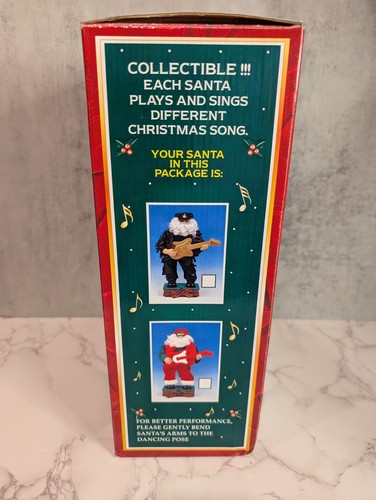 COLLECTIBLE !!!
EACH SANTA
PLAYS AND SINGS
DIFFERENT
CHRISTMAS SONG.
YOUR SANTA
IN THIS
PACKAGE IS:
FOR BETTER PERFORMANCE,
PLEASE GENTLY BEND
SANTA'S ARMS TO THE
DANCING POSE